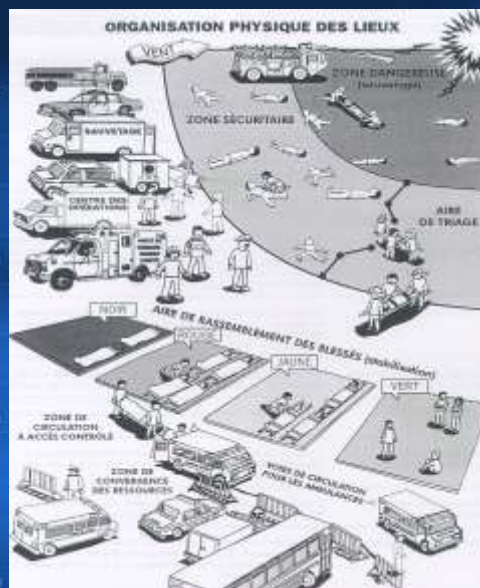 ORGANISATION PHYSIQUE DES LIEUX
VENT
ZONE DANGEREUSE
(sauvetage)
ZONE SÉCURITAIRE
SAUVETAGE
CENTRE DES
OPÉRATIONS
AIRE
DE TRIAGE
AIRE DE RASSEMBLEMENT DES BLESSÉS (stabilisation)
NOIR
ROUGE
JAUNE
VERT
ZONE DE
CIRCULATION
À ACCÈS CONTRÔLÉ
ZONE DE
CONVERGENCE
DES RESSOURCES
VOIES DE CIRCULATION
POUR LES AMBULANCES